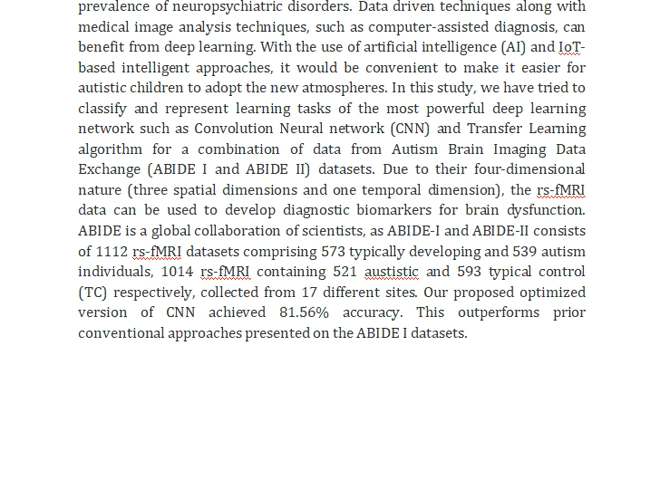 prevalence of neuropsychiatric disorders. Data driven techniques along with
medical image analysis techniques, such as computer-assisted diagnosis, can
benefit from deep learning. With the use of artificial intelligence (AI) and IoT-
based intelligent approaches, it would be convenient to make it easier for
autistic children to adopt the new atmospheres. In this study, we have tried to
classify and represent learning tasks of the most powerful deep learning
network such as Convolution Neural network (CNN) and Transfer Learning
algorithm for a combination of data from Autism Brain Imaging Data
Exchange (ABIDE I and ABIDE II) datasets. Due to their four-dimensional
nature (three spatial dimensions and one temporal dimension), the rs-fMRI
data can be used to develop diagnostic biomarkers for brain dysfunction.
ABIDE is a global collaboration of scientists, as ABIDE-I and ABIDE-II consists
of 1112 rs-fMRI datasets comprising 573 typically developing and 539 autism
individuals, 1014 rs-fMRI containing 521 austistic and 593 typical control
(TC) respectively, collected from 17 different sites. Our proposed optimized
version of CNN achieved 81.56% accuracy. This outperforms prior
conventional approaches presented on the ABIDE I datasets.